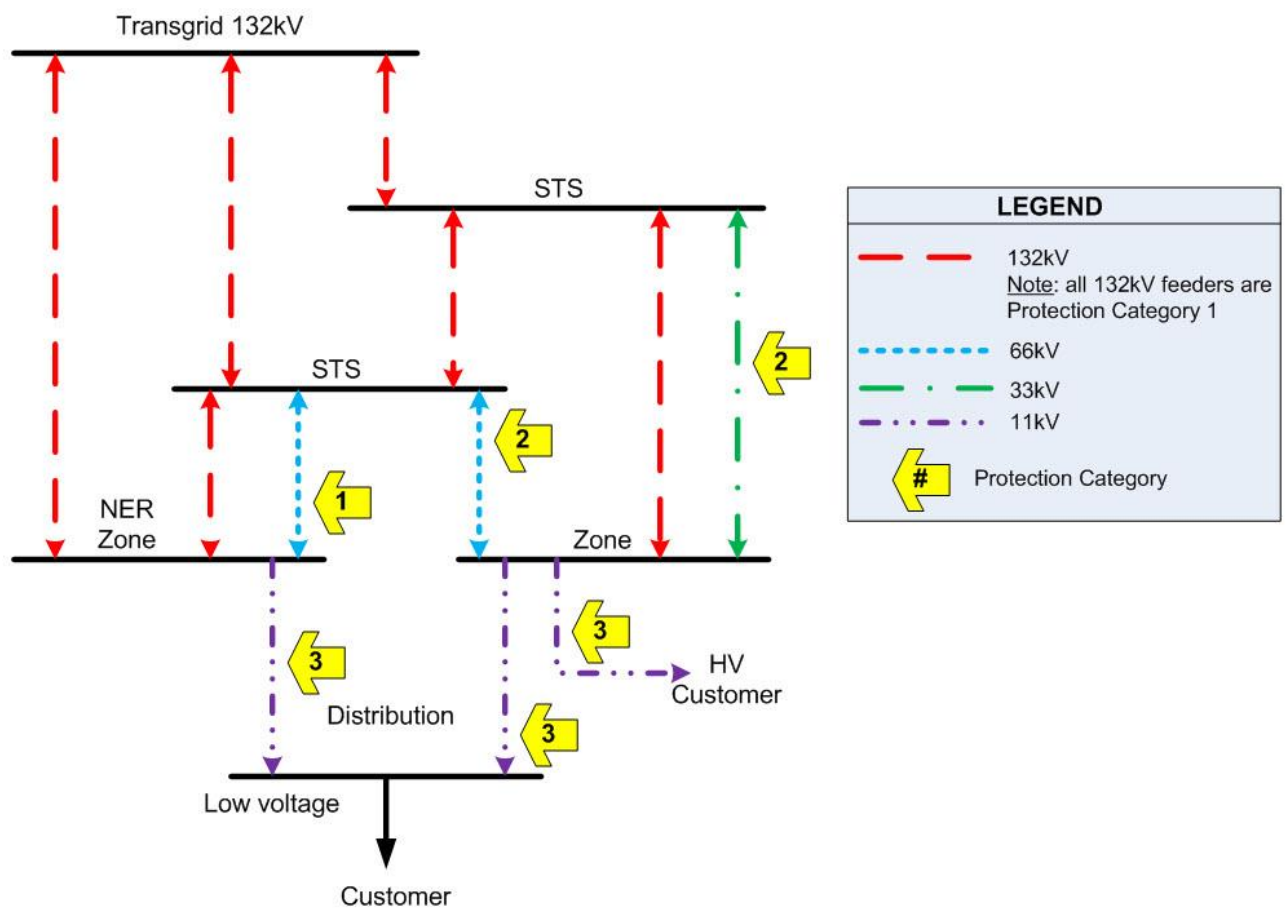 Transgrid 132kV
STS
LEGEND
132kV
Note: all 132kV feeders are
Protection Category 1
66kV
33kV
11kV
#
Protection Category
2
STS
2
1
NER
Zone
Zone
3
3
HV
Customer
Distribution
3
Low voltage
Customer